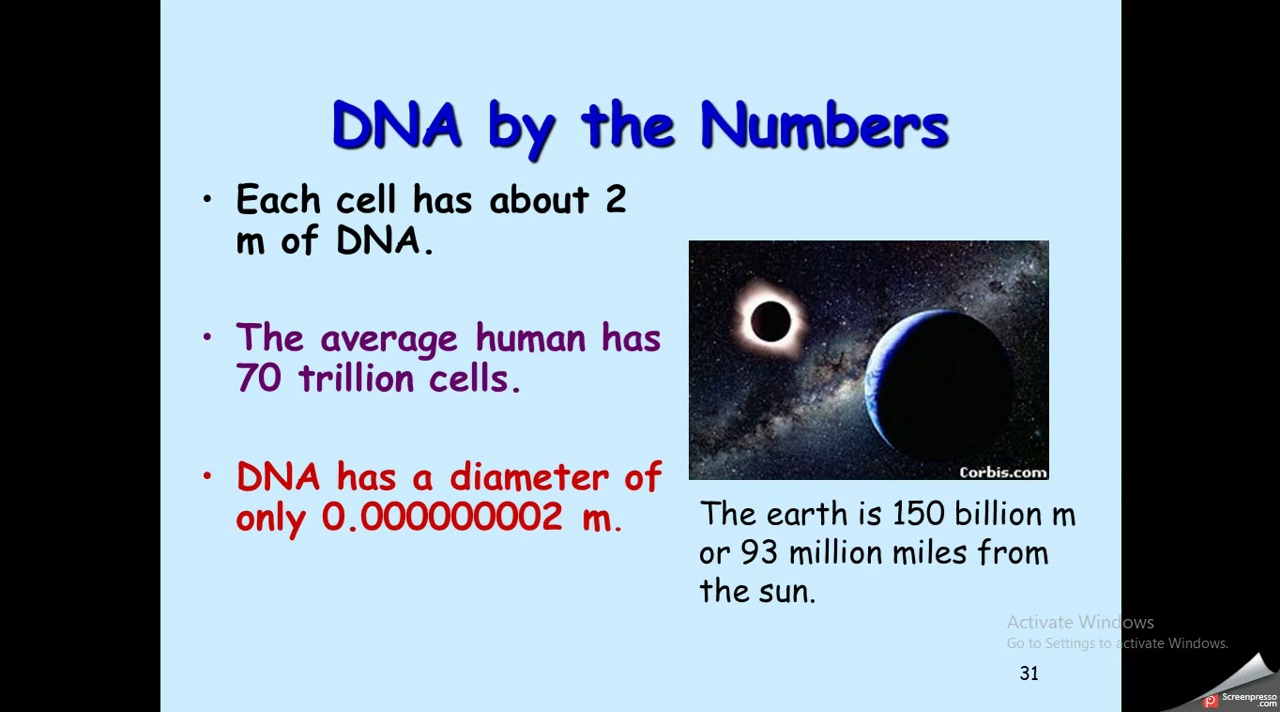 DNA by the Numbers
• Each cell has about 2
m of DNA.
• The average human has
70 trillion cells.
• DNA has a diameter of
only 0.000000002 m.
Corbis.com
The earth is 150 billion m
or 93 million miles from
the sun.
Activate Windows
Go to Settings to activate Windows.
31
Screenpresso
.com